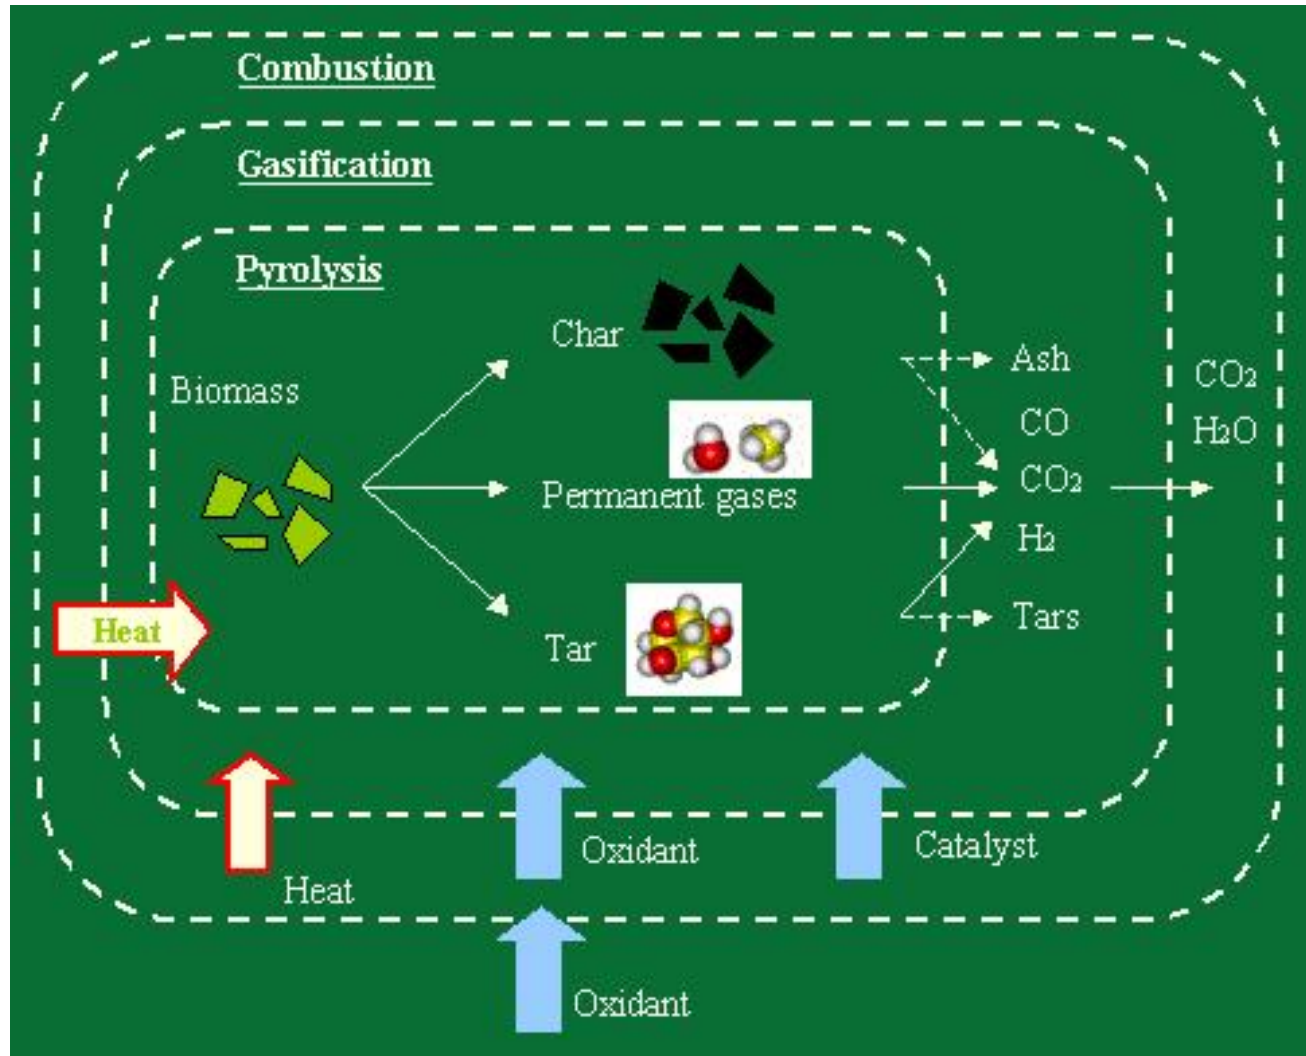 Combustion
Gasification
Pyrolysis
Char
Biomass
Permanent gases
Tar
Heat
Ash
CO
CO₂
H₂
Tars
CO₂
H₂O
Heat
Oxidant
Catalyst
Oxidant